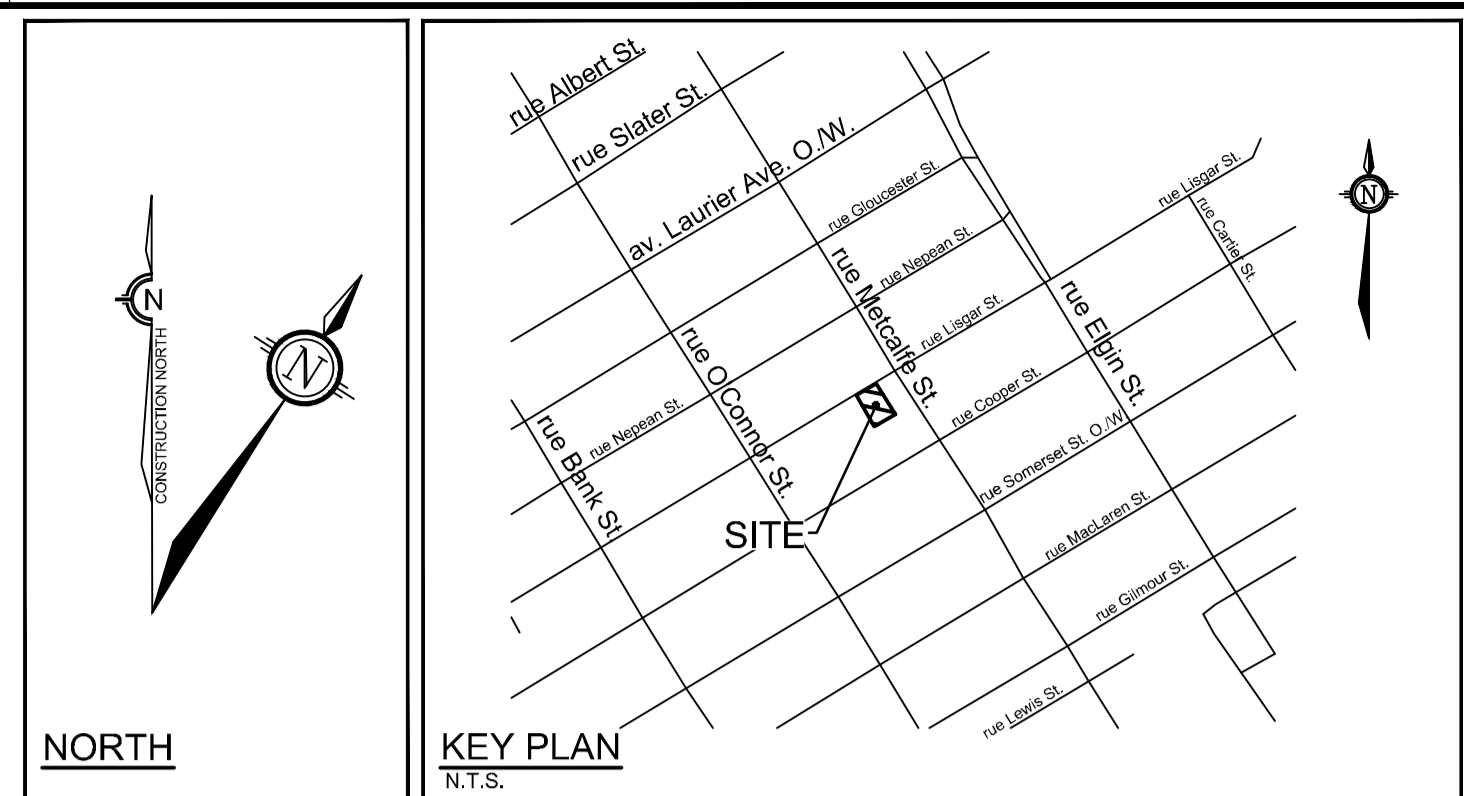 N
CONSTRUCTION NORTH
N
NORTH
rue Albert St.
rue Slater St.
av. Laurier Ave. O./W.
rue Gloucester St.
rue Nepean St.
rue Lisgar St.
rue Cartier St.
N
rue Metcalfe St.
rue Lisgar St.
rue Elgin St.
rue O'Connor St.
rue Nepean St.
rue Bank St.
rue Cooper St.
rue Somerset St. O./W.
SITE
rue MacLaren St.
rue Gilmour St.
rue Lewis St.
KEY PLAN
N.T.S.